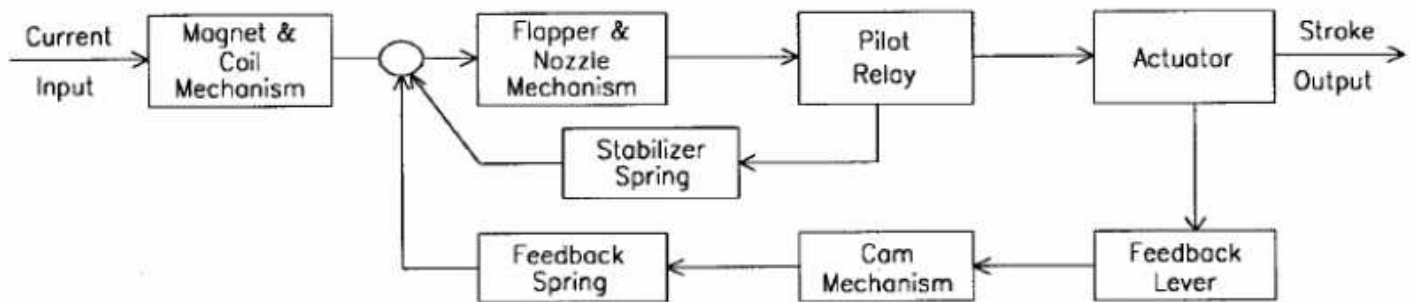 Current
Input
Magnet &
Coil
Mechanism
Flapper &
Nozzle
Mechanism
Pilot
Relay
Actuator
Stroke
Output
Stabilizer
Spring
Feedback
Spring
Cam
Mechanism
Feedback
Lever